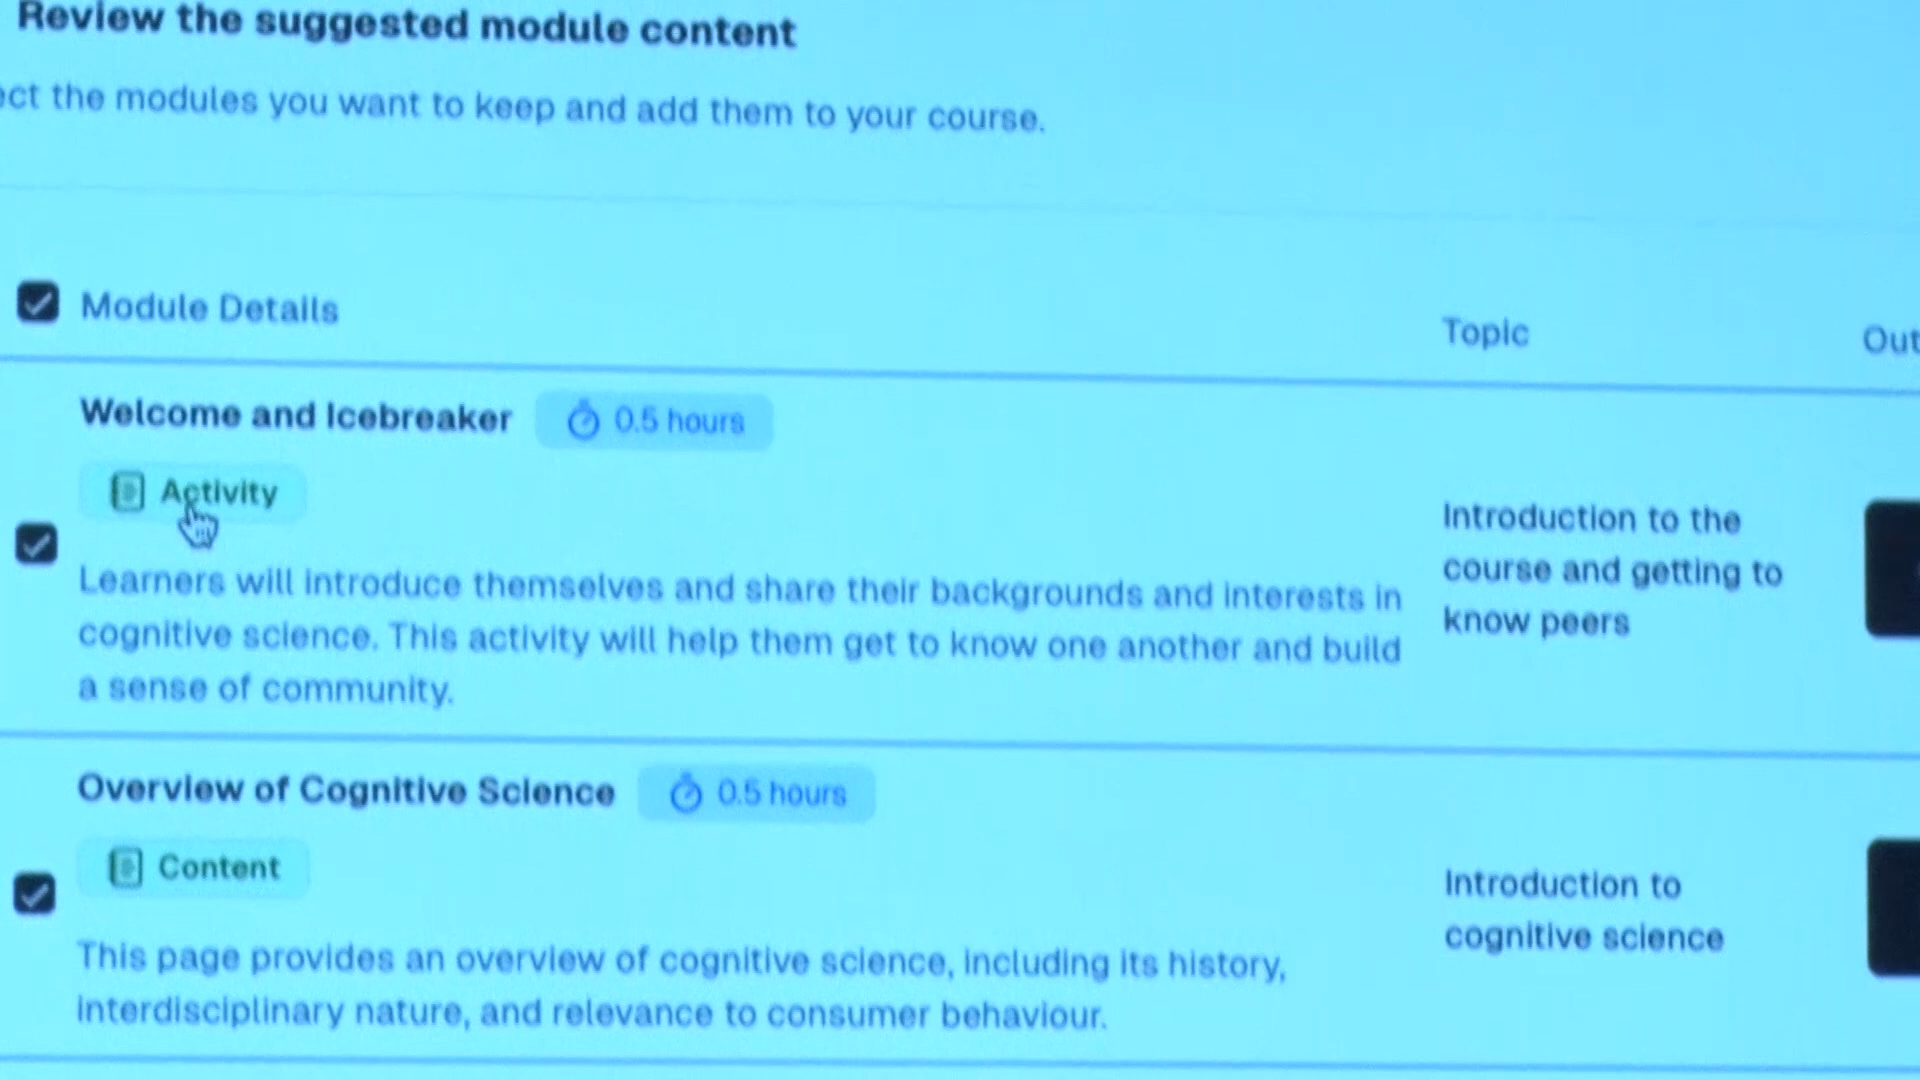 Review the suggested module content
ect the modules you want to keep and add them to your course.
Module Details
Topic
Out
Welcome and Icebreaker
0.5 hours
Activity
Learners will introduce themselves and share their backgrounds and interests in
cognitive science. This activity will help them get to know one another and build
a sense of community.
Introduction to the
course and getting to
know peers
Overview of Cognitive Science
0.5 hours
Content
This page provides an overview of cognitive science, including its history,
interdisciplinary nature, and relevance to consumer behaviour.
Introduction to
cognitive science